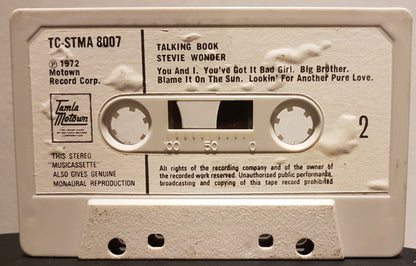 TC-STMA 8007
TALKING BOOK
STEVIE WONDER
℗ 1972
Motown
Record Corp.
You and I. You've Got It Bad Girl. Big Brother.
Blame It On The Sun. Lookin' For Another Pure Love.
Tamla
Motown
2
100 50 0
THIS STEREO
"MUSICASSETTE"
ALSO GIVES GENUINE
MONAURAL REPRODUCTION
All rights of the recording company and of the owner of
the recorded work reserved. Unauthorised public performance,
broadcasting and copying of this tape record prohibited